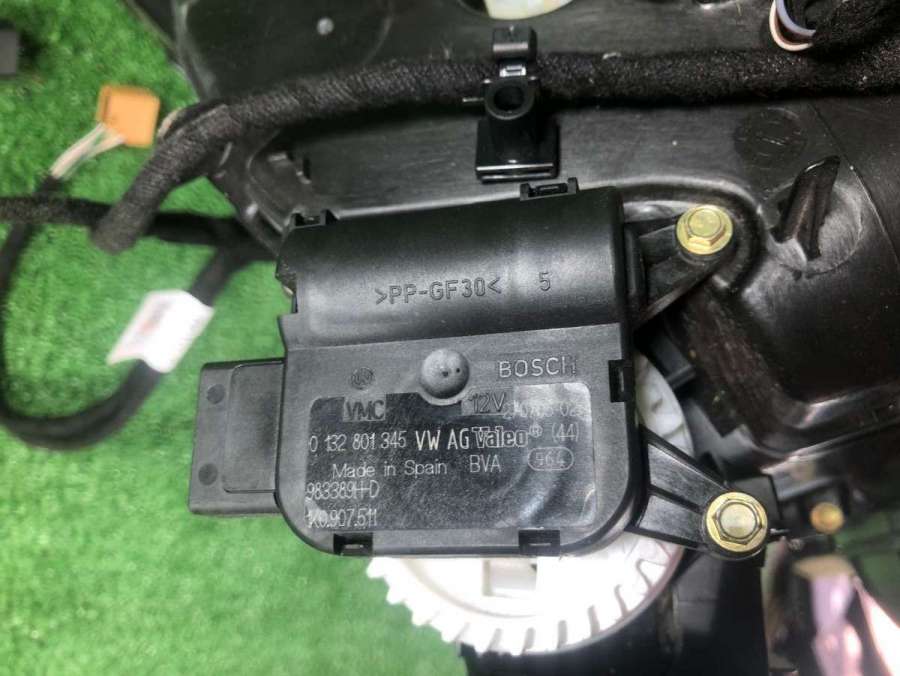 >PP-GF30< 5
BOSCH
VMC 12V
0 132 801 345 VW AG Valeo® (44)
Made in Spain BVA 964
983389H-D
1K0.907.511